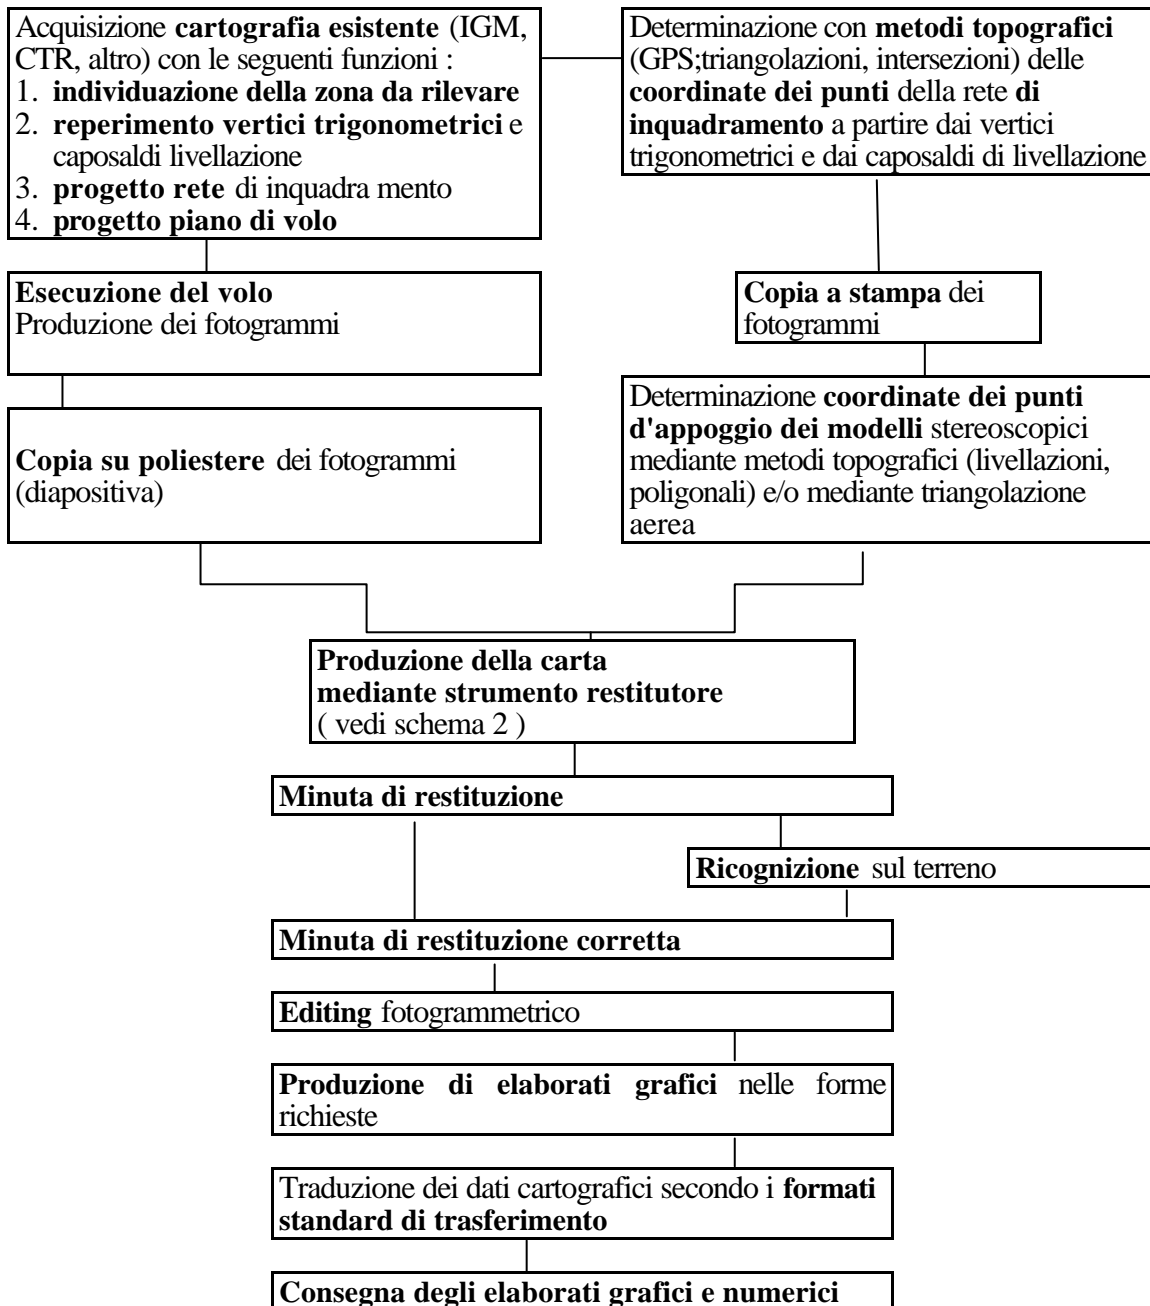 Acquisizione cartografia esistente (IGM,
CTR, altro) con le seguenti funzioni :
1. individuazione della zona da rilevare
2. reperimento vertici trigonometrici e
caposaldi livellazione
3. progetto rete di inquadra mento
4. progetto piano di volo
Determinazione con metodi topografici
(GPS;triangolazioni, intersezioni) delle
coordinate dei punti della rete di
inquadramento a partire dai vertici
trigonometrici e dai caposaldi di livellazione
Esecuzione del volo
Produzione dei fotogrammi
Copia a stampa dei
fotogrammi
Copia su poliestere dei fotogrammi
(diapositiva)
Determinazione coordinate dei punti
d'appoggio dei modelli stereoscopici
mediante metodi topografici (livellazioni,
poligonali) e/o mediante triangolazione
aerea
Produzione della carta
mediante strumento restitutore
( vedi schema 2 )
Minuta di restituzione
Ricognizione sul terreno
Minuta di restituzione corretta
Editing fotogrammetrico
Produzione di elaborati grafici nelle forme
richieste
Traduzione dei dati cartografici secondo i formati
standard di trasferimento
Consegna degli elaborati grafici e numerici